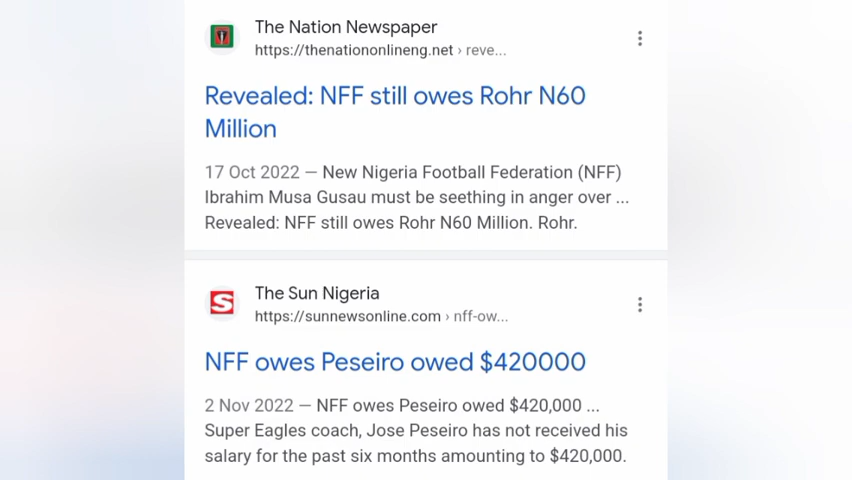 The Nation Newspaper
https://thenationonlineng.net › reve...
Revealed: NFF still owes Rohr N60
Million
17 Oct 2022 — New Nigeria Football Federation (NFF)
Ibrahim Musa Gusau must be seething in anger over ...
Revealed: NFF still owes Rohr N60 Million. Rohr.
The Sun Nigeria
https://sunnewsonline.com › nff-ow...
NFF owes Peseiro owed $420000
2 Nov 2022 — NFF owes Peseiro owed $420,000 ...
Super Eagles coach, Jose Peseiro has not received his
salary for the past six months amounting to $420,000.